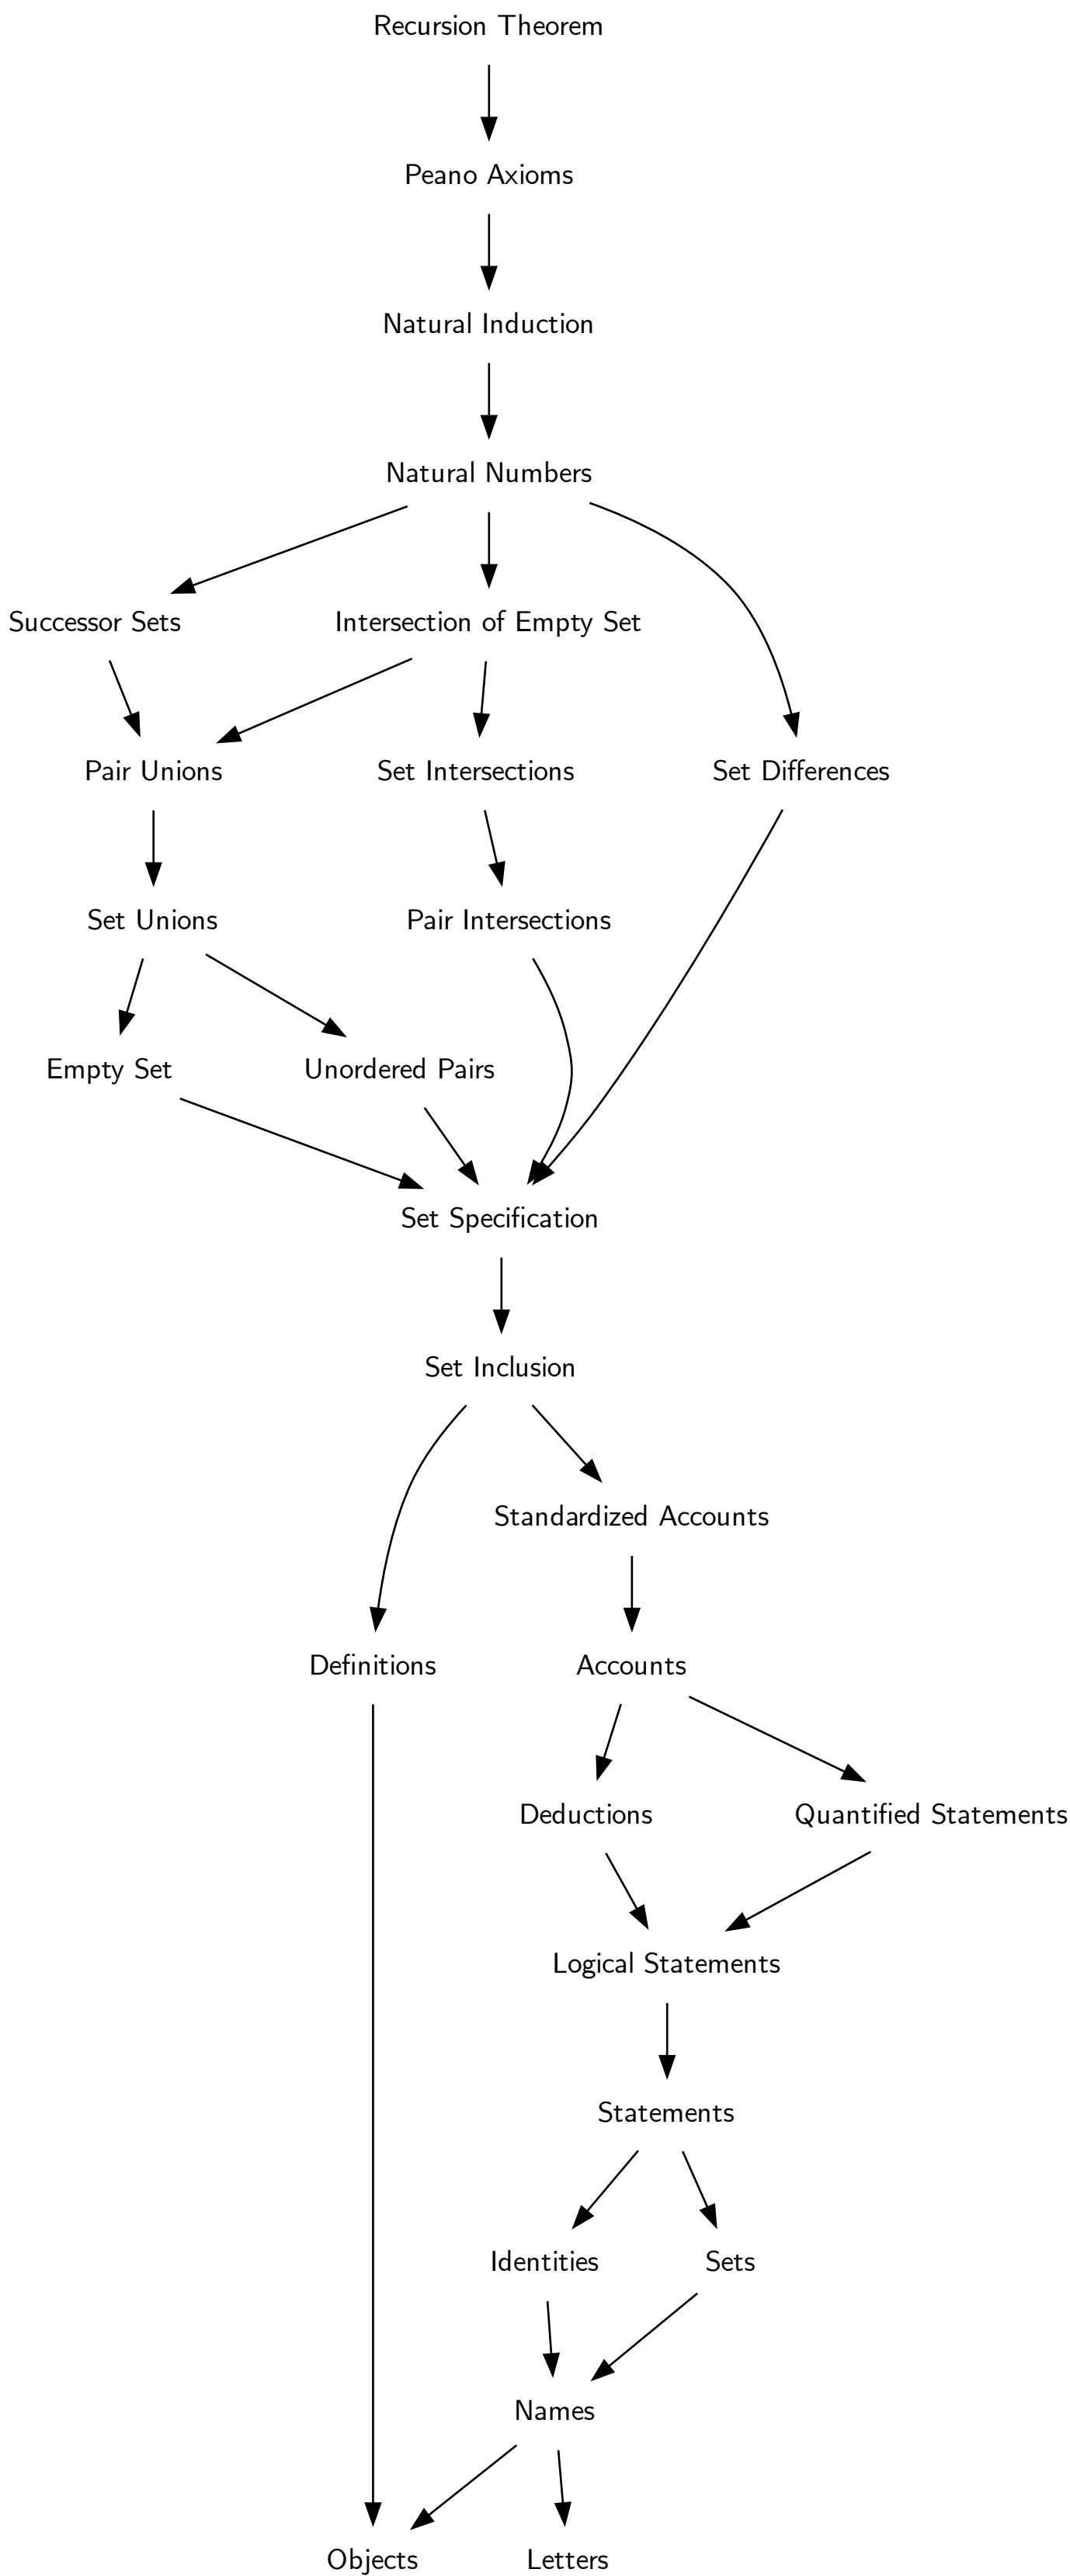 Recursion Theorem
Peano Axioms
Natural Induction
Natural Numbers
Successor Sets
Intersection of Empty Set
Pair Unions
Set Intersections
Set Differences
Set Unions
Pair Intersections
Empty Set
Unordered Pairs
Set Specification
Set Inclusion
Standardized Accounts
Definitions
Accounts
Deductions
Quantified Statements
Logical Statements
Statements
Identities
Sets
Names
Objects
Letters